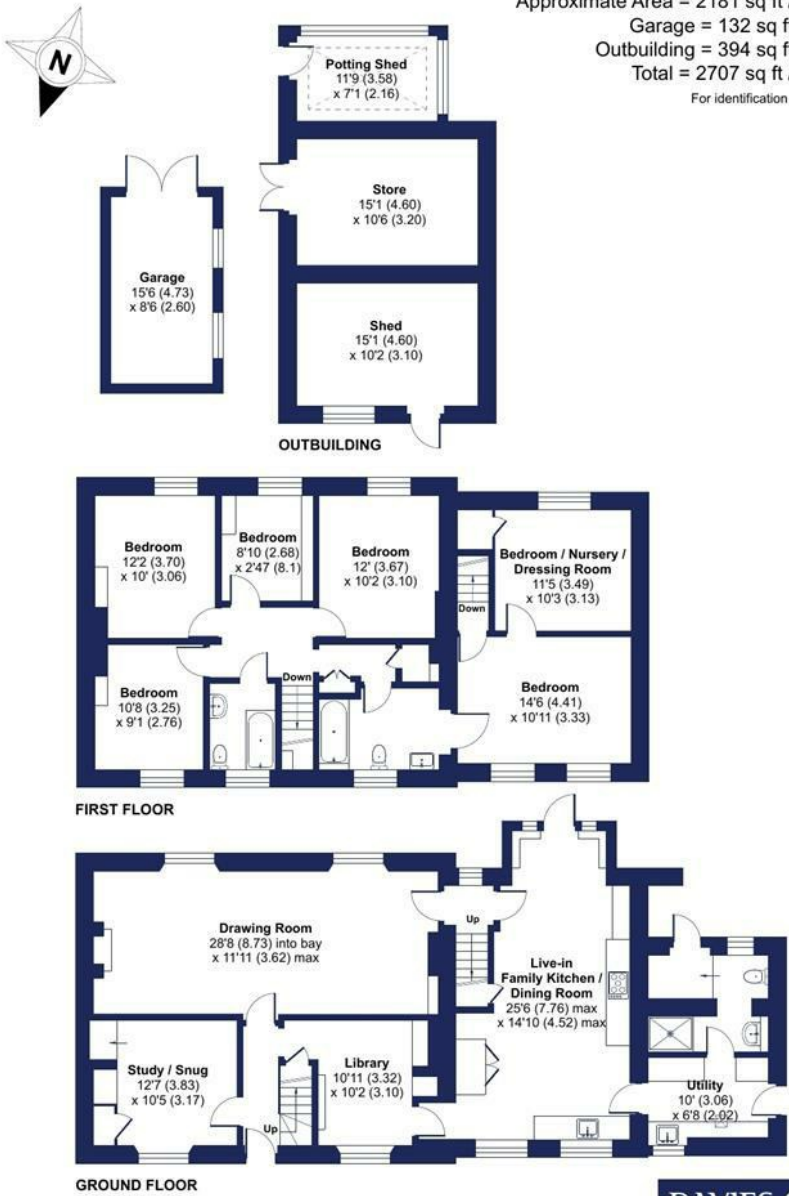 Approximate Area = 2181 sq ft /
Garage = 132 sq ft
Outbuilding = 394 sq ft
Total = 2707 sq ft /
For identification
N
Potting Shed
11'9 (3.58)
x 7'1 (2.16)
Store
15'1 (4.60)
x 10'6 (3.20)
Garage
15'6 (4.73)
x 8'6 (2.60)
Shed
15'1 (4.60)
x 10'2 (3.10)
OUTBUILDING
Bedroom
12'2 (3.70)
x 10' (3.06)
Bedroom
8'10 (2.68)
x 2'47 (8.1)
Bedroom
12' (3.67)
x 10'2 (3.10)
Bedroom / Nursery /
Dressing Room
11'5 (3.49)
x 10'3 (3.13)
Down
Bedroom
10'8 (3.25)
x 9'1 (2.76)
Down
Bedroom
14'6 (4.41)
x 10'11 (3.33)
FIRST FLOOR
Drawing Room
28'8 (8.73) into bay
x 11'11 (3.62) max
Up
Live-in
Family Kitchen /
Dining Room
25'6 (7.76) max
x 14'10 (4.52) max
Study / Snug
12'7 (3.83)
x 10'5 (3.17)
Up
Library
10'11 (3.32)
x 10'2 (3.10)
Utility
10' (3.06)
x 6'8 (2.02)
GROUND FLOOR